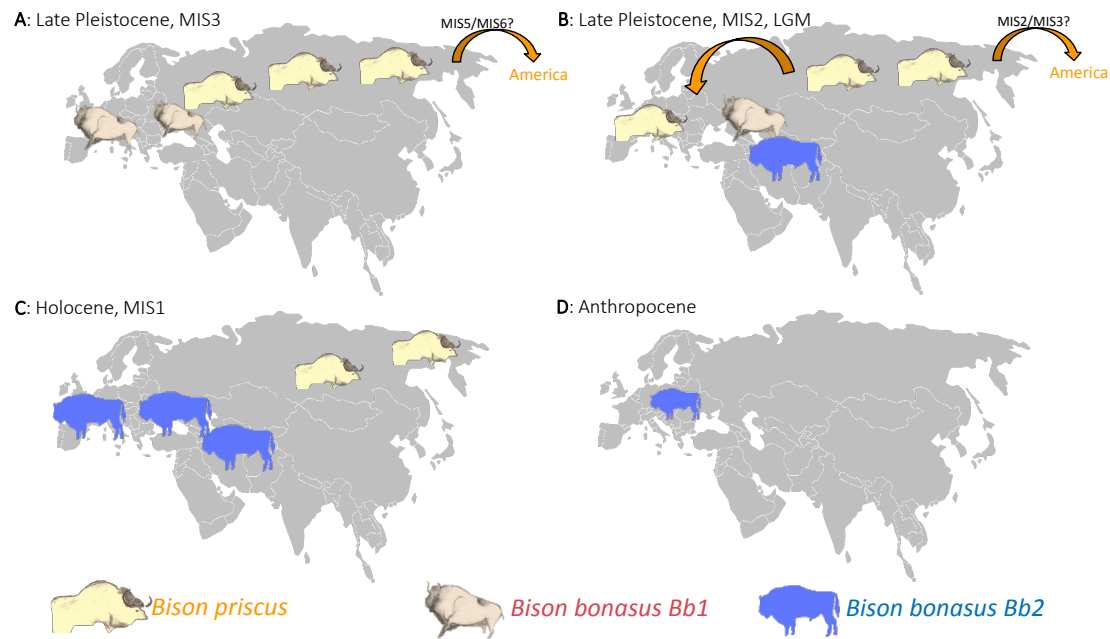 A: Late Pleistocene, MIS3
MIS5/MIS6?
America
B: Late Pleistocene, MIS2, LGM
MIS2/MIS3?
America
C: Holocene, MIS1
D: Anthropocene
Bison priscus
Bison bonasus Bb1
Bison bonasus Bb2